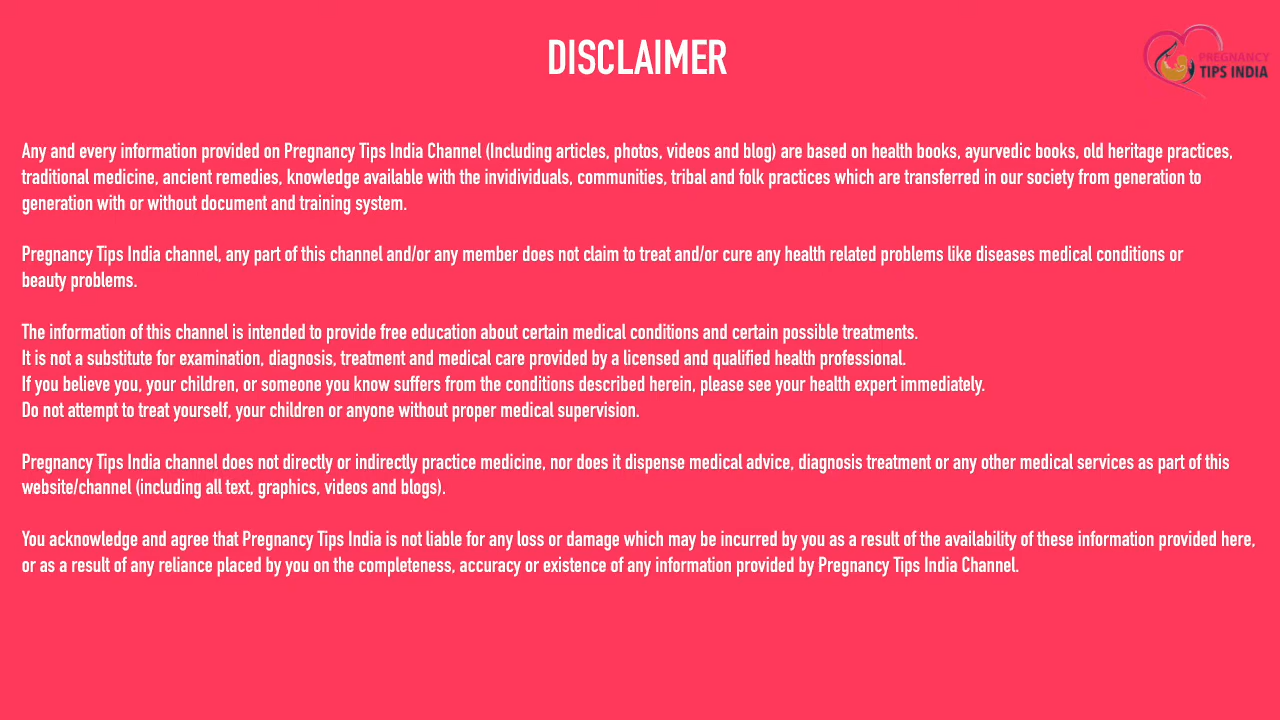 DISCLAIMER
PREGNANCY
TIPS INDIA
Any and every information provided on Pregnancy Tips India Channel (Including articles, photos, videos and blog) are based on health books, ayurvedic books, old heritage practices,
traditional medicine, ancient remedies, knowledge available with the invidividuals, communities, tribal and folk practices which are transferred in our society from generation to
generation with or without document and training system.
Pregnancy Tips India channel, any part of this channel and/or any member does not claim to treat and/or cure any health related problems like diseases medical conditions or
beauty problems.
The information of this channel is intended to provide free education about certain medical conditions and certain possible treatments.
It is not a substitute for examination, diagnosis, treatment and medical care provided by a licensed and qualified health professional.
If you believe you, your children, or someone you know suffers from the conditions described herein, please see your health expert immediately.
Do not attempt to treat yourself, your children or anyone without proper medical supervision.
Pregnancy Tips India channel does not directly or indirectly practice medicine, nor does it dispense medical advice, diagnosis treatment or any other medical services as part of this
website/channel (including all text, graphics, videos and blogs).
You acknowledge and agree that Pregnancy Tips India is not liable for any loss or damage which may be incurred by you as a result of the availability of these information provided here,
or as a result of any reliance placed by you on the completeness, accuracy or existence of any information provided by Pregnancy Tips India Channel.